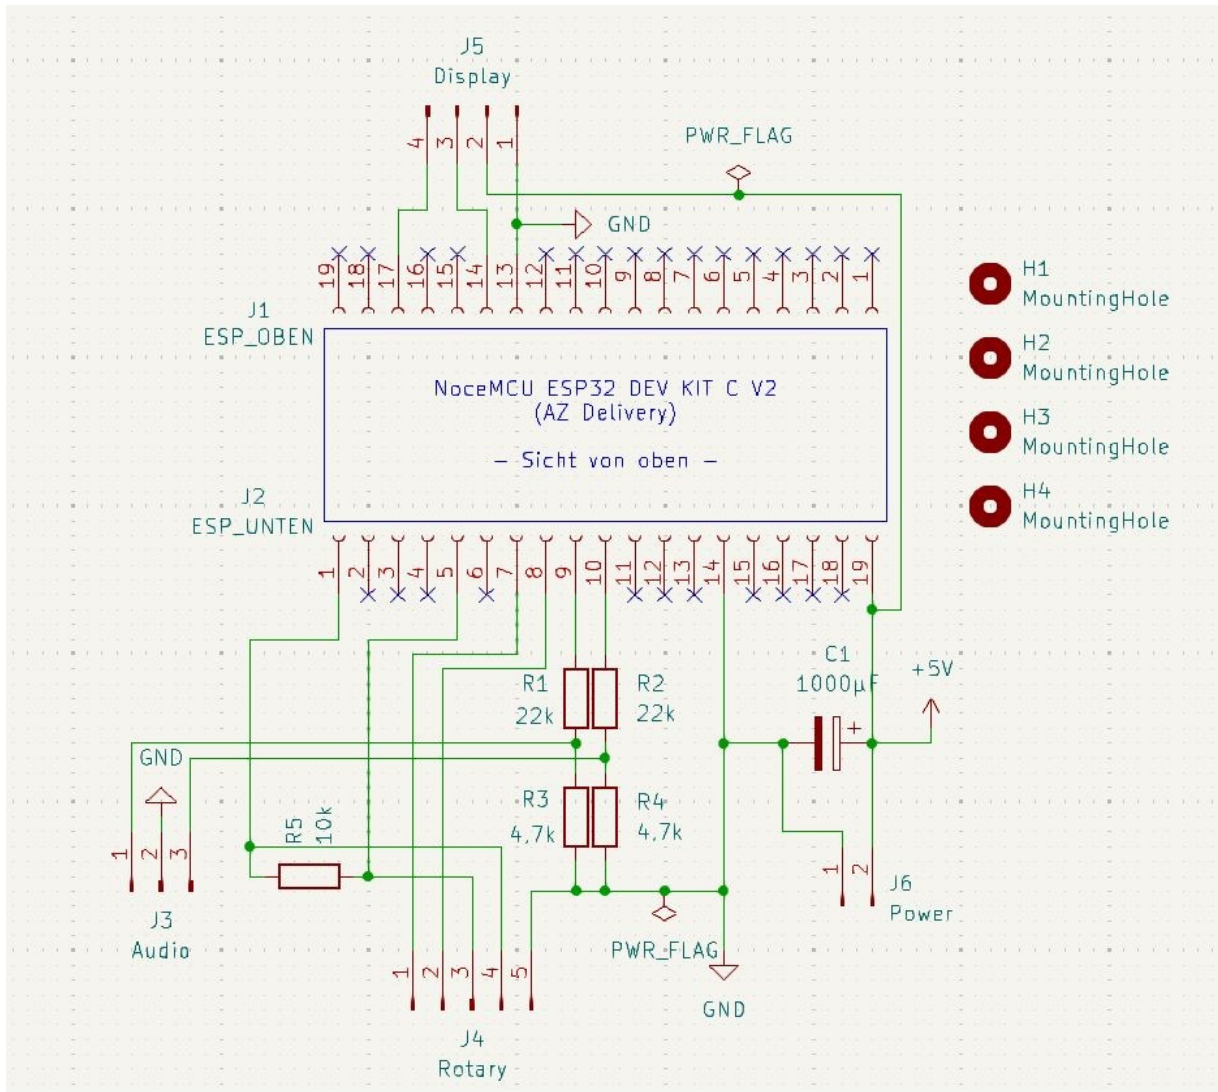 J5
Display
4
3
2
1
PWR_FLAG
GND
19
18
17
16
15
14
13
12
11
10
9
8
7
6
5
4
3
2
1
J1
ESP_OBEN
NoceMCU ESP32 DEV KIT C V2
(AZ Delivery)
– Sicht von oben –
H1
MountingHole
H2
MountingHole
H3
MountingHole
H4
MountingHole
J2
ESP_UNTEN
1
2
3
4
5
6
7
8
9
10
11
12
13
14
15
16
17
18
19
R1
22k
R2
22k
C1
1000µF
+
+5V
GND
R3
4,7k
R4
4,7k
R5
10k
1
2
3
J3
Audio
1
2
J6
Power
PWR_FLAG
GND
1
2
3
4
5
J4
Rotary